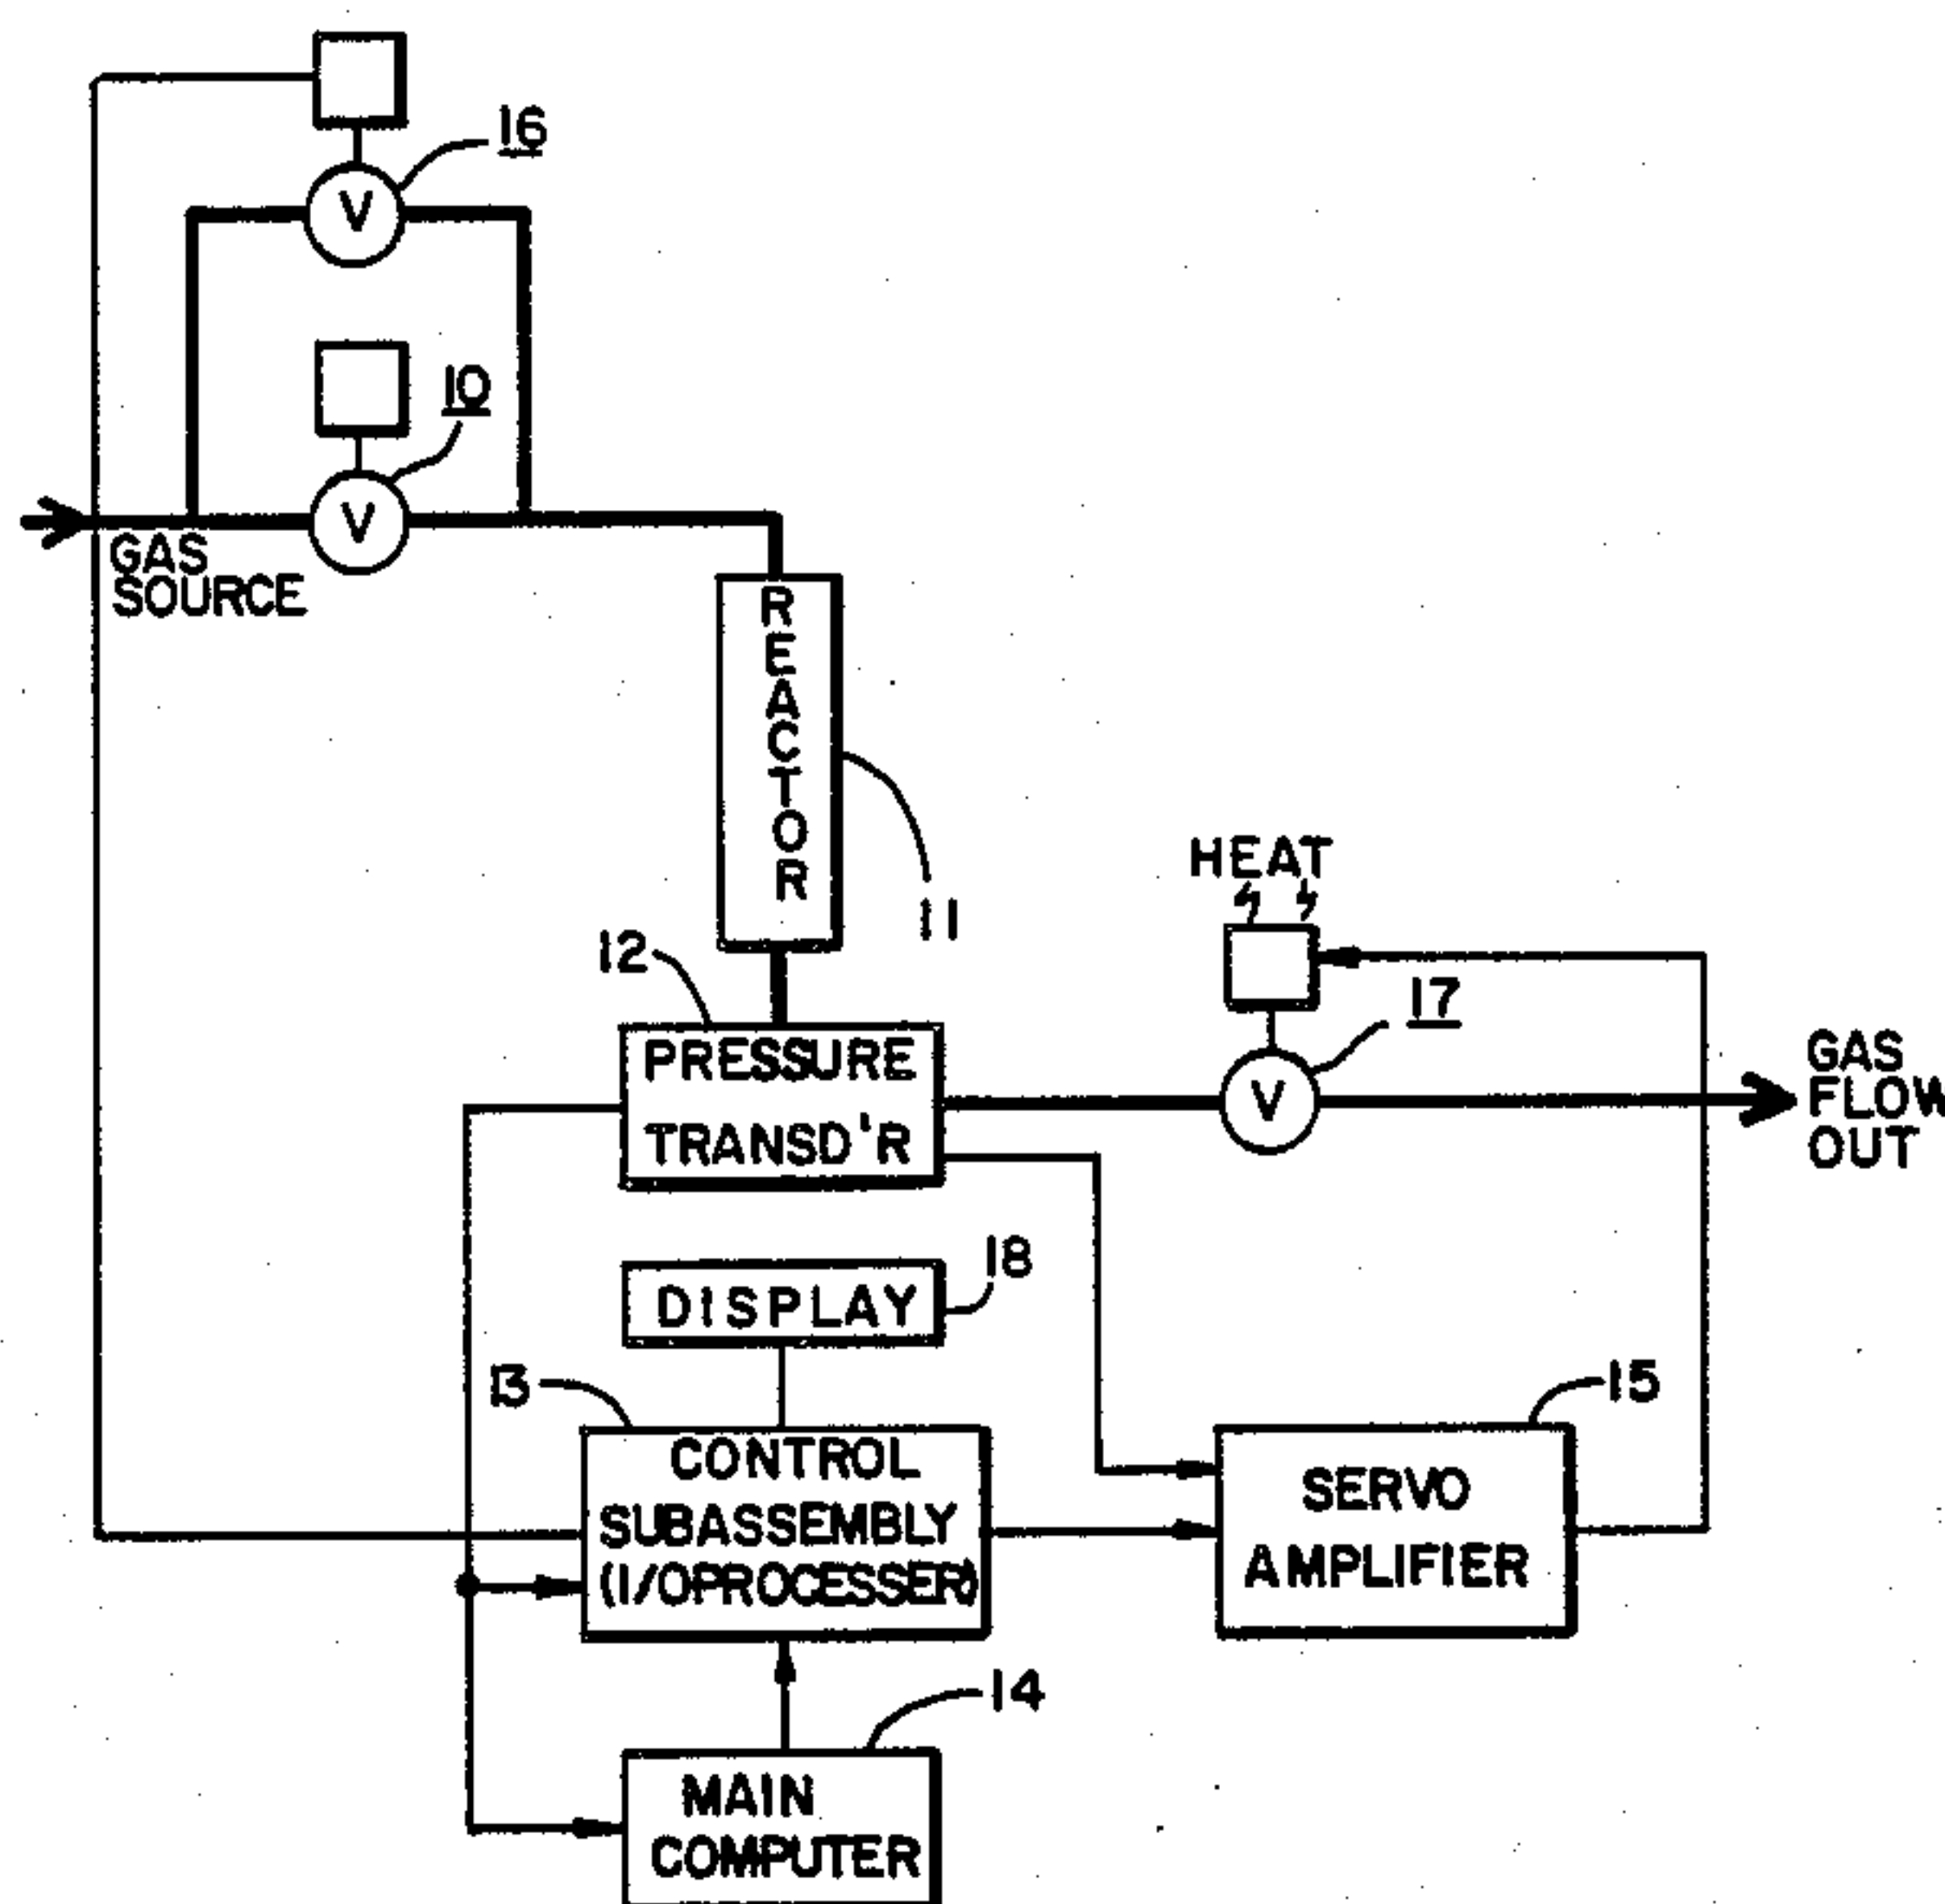 16
V
10
V
GAS
SOURCE
REACTOR
11
HEAT
12
17
PRESSURE
TRANSD'R
V
GAS
FLOW
OUT
18
DISPLAY
13
15
CONTROL
SUBASSEMBLY
(I/OPROCESSER)
SERVO
AMPLIFIER
14
MAIN
COMPUTER